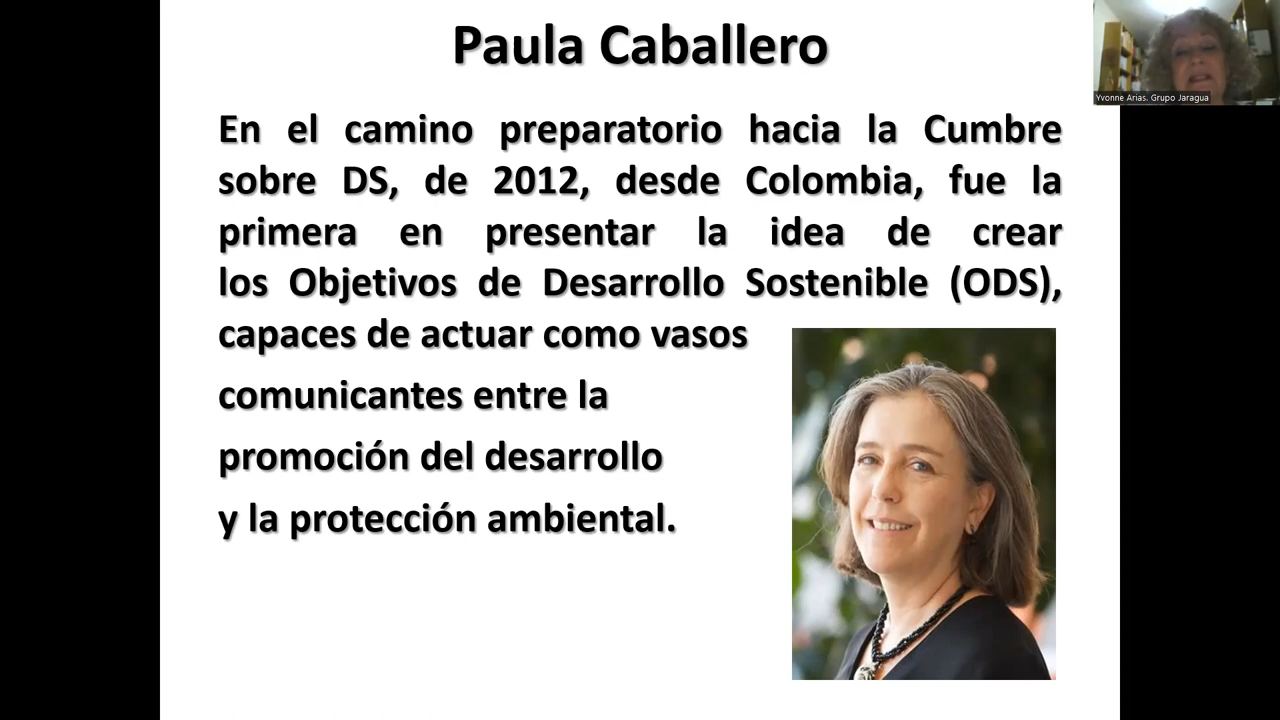 Paula Caballero
Yvonne Arias. Grupo Jaragua
En el camino preparatorio hacia la Cumbre
sobre DS, de 2012, desde Colombia, fue la
primera en presentar la idea de crear
los Objetivos de Desarrollo Sostenible (ODS),
capaces de actuar como vasos
comunicantes entre la
promoción del desarrollo
y la protección ambiental.